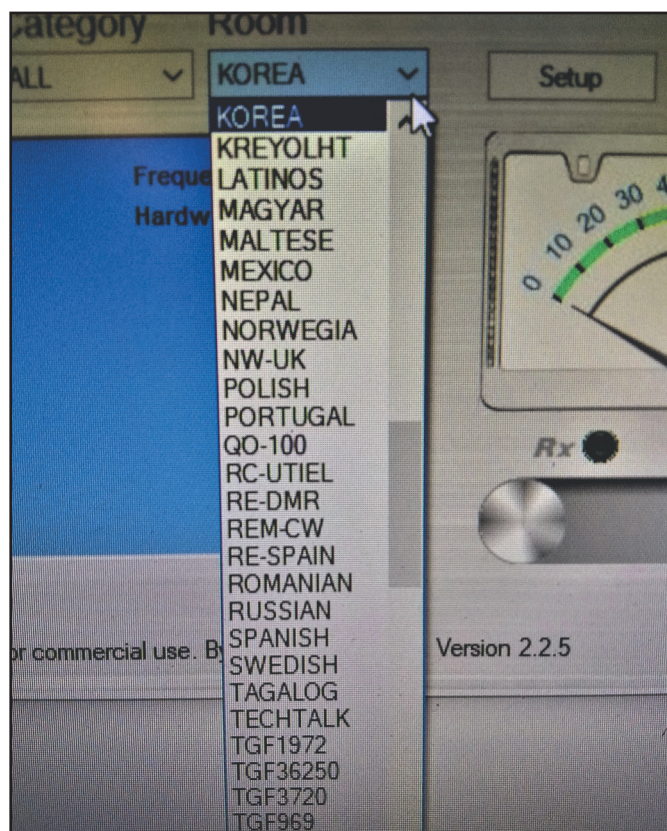 Category Room
ALL KOREA Setup
KOREA
KREYOLHT
Freque LATINOS
Hardw MAGYAR
MALTESE
MEXICO
NEPAL
NORWEGIA
NW-UK
POLISH
PORTUGAL
QO-100
RC-UTIEL
RE-DMR
REM-CW
RE-SPAIN
ROMANIAN
RUSSIAN
SPANISH
SWEDISH
TAGALOG
TECHTALK
TGF1972
TGF36250
TGF3720
TGF969
0 10 20 30 4
Rx
or commercial use. By Version 2.2.5